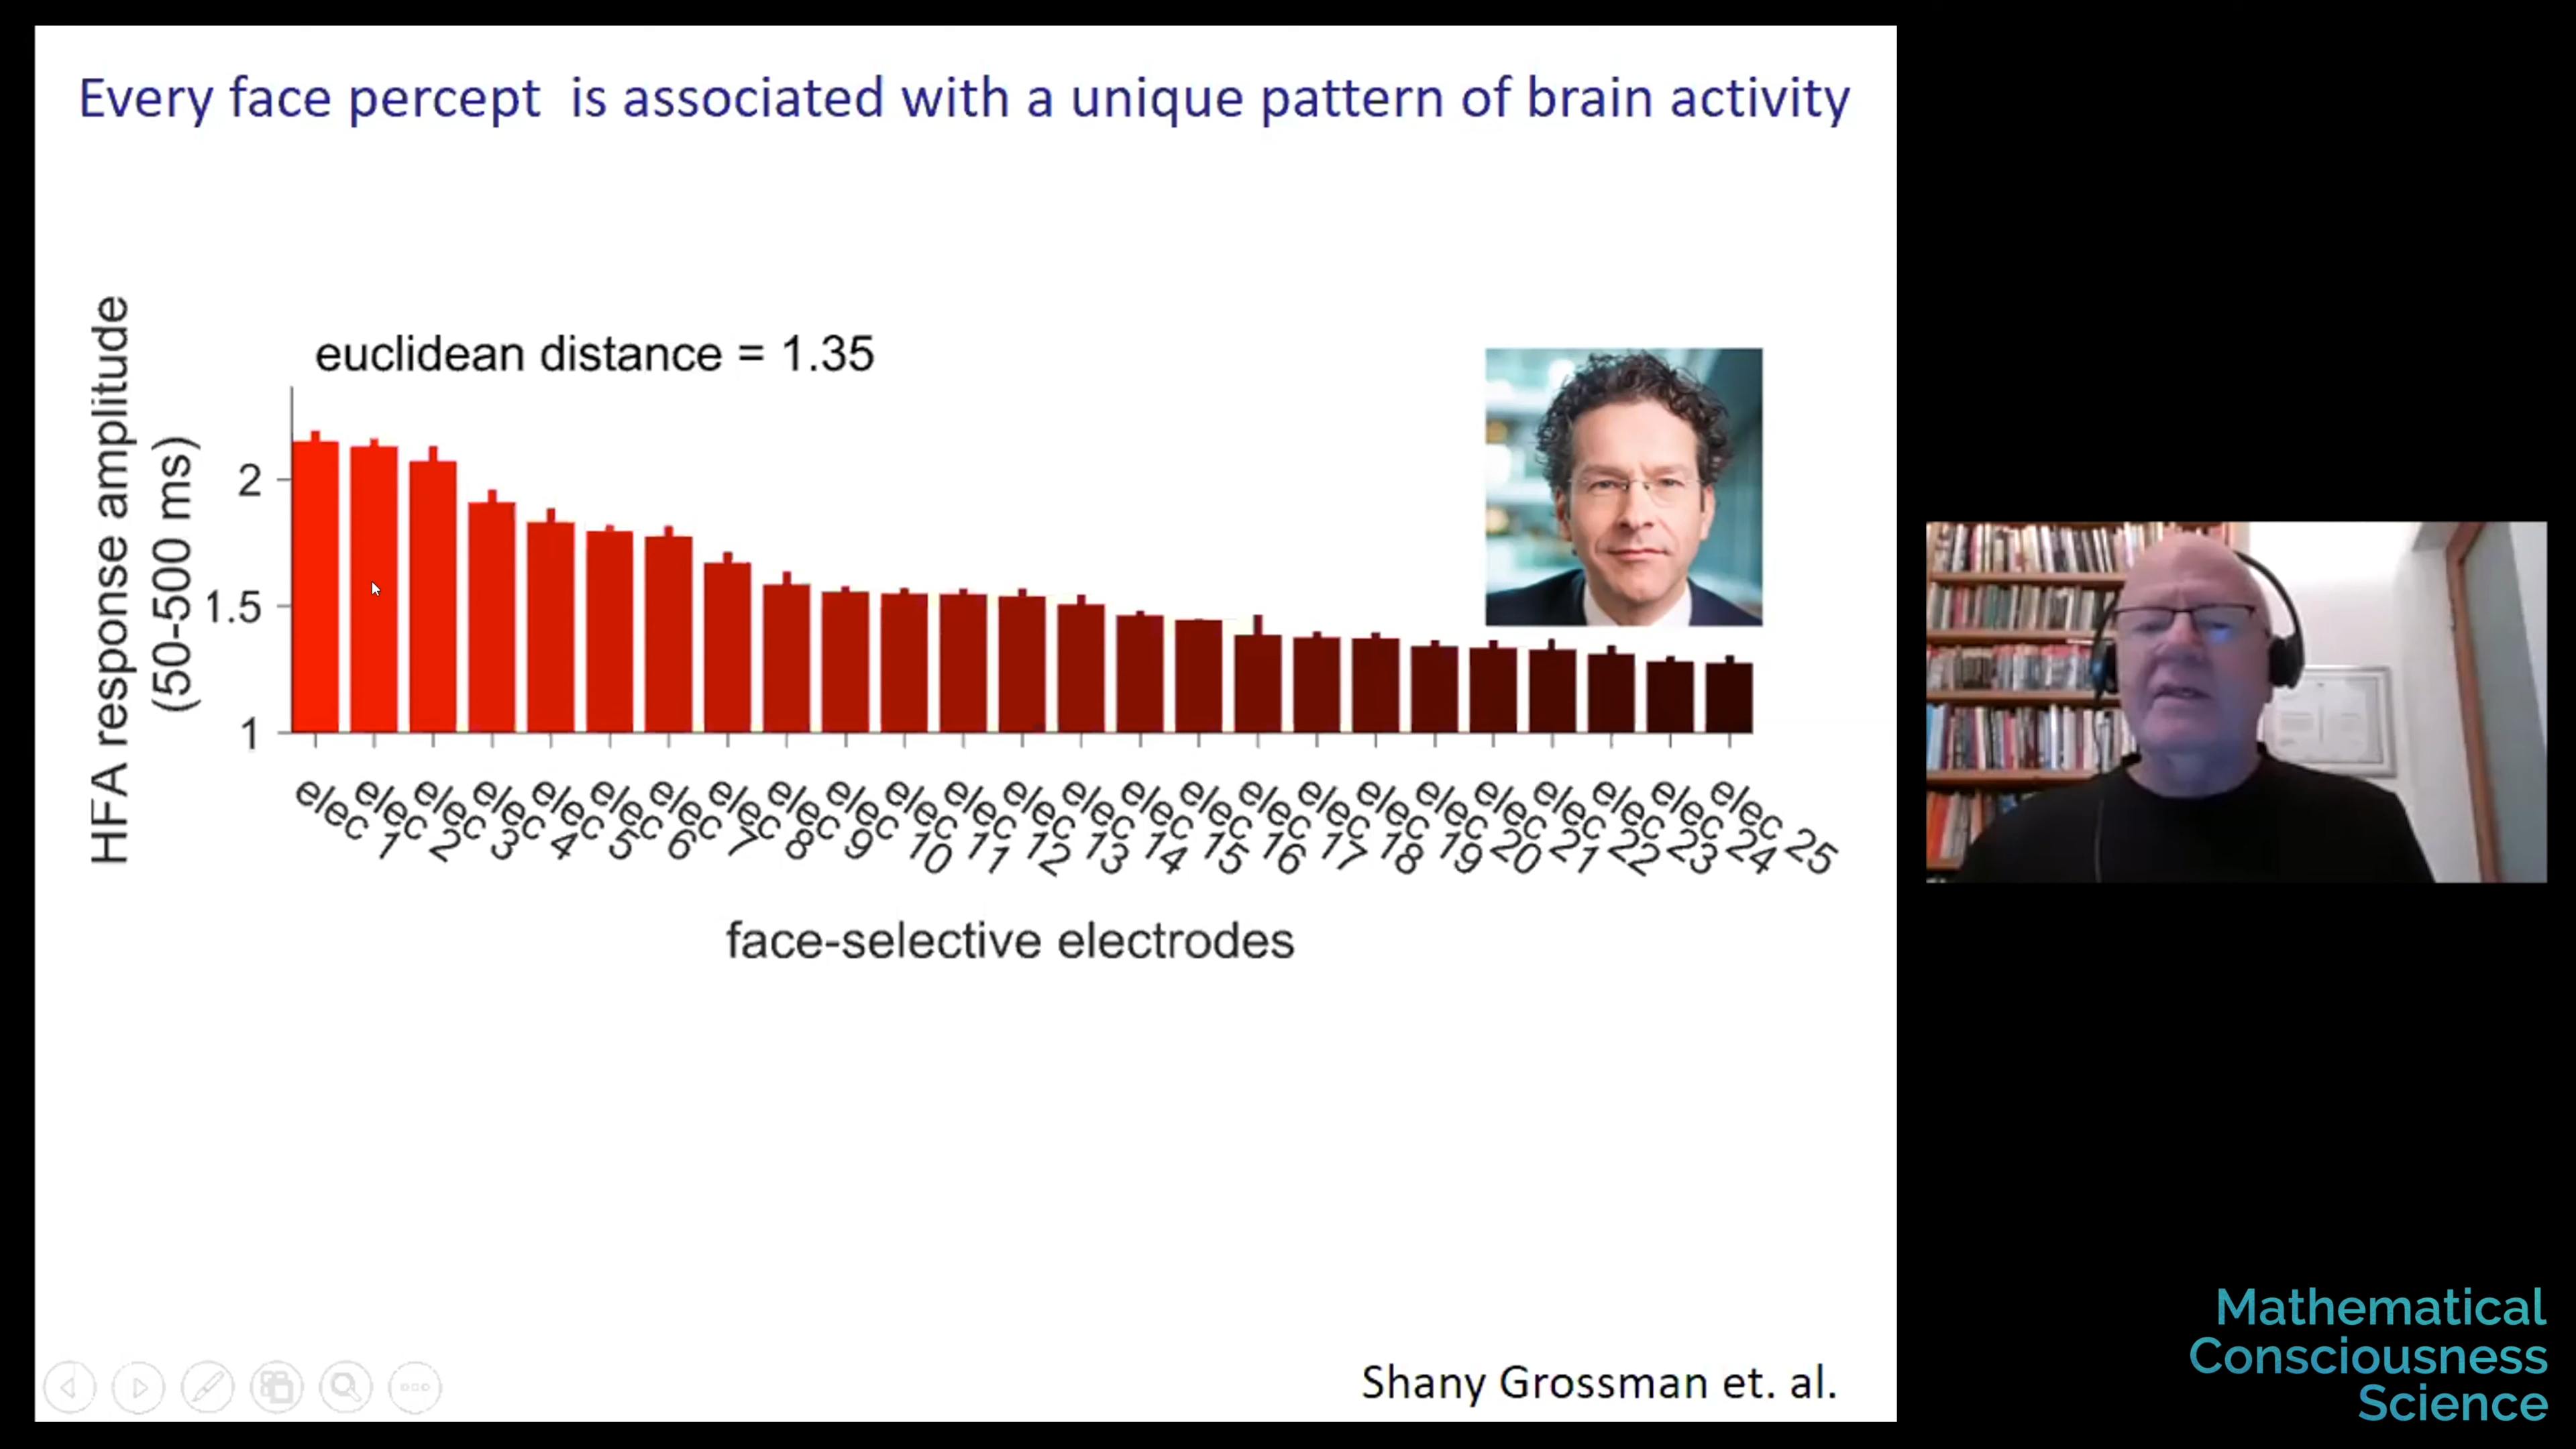 Every face percept  is associated with a unique pattern of brain activity
euclidean distance = 1.35
HFA response amplitude
(50-500 ms)
2
1.5
1
elec 1
elec 2
elec 3
elec 4
elec 5
elec 6
elec 7
elec 8
elec 9
elec 10
elec 11
elec 12
elec 13
elec 14
elec 15
elec 16
elec 17
elec 18
elec 19
elec 20
elec 21
elec 22
elec 23
elec 24
elec 25
face-selective electrodes
Shany Grossman et. al.
Mathematical
Consciousness
Science